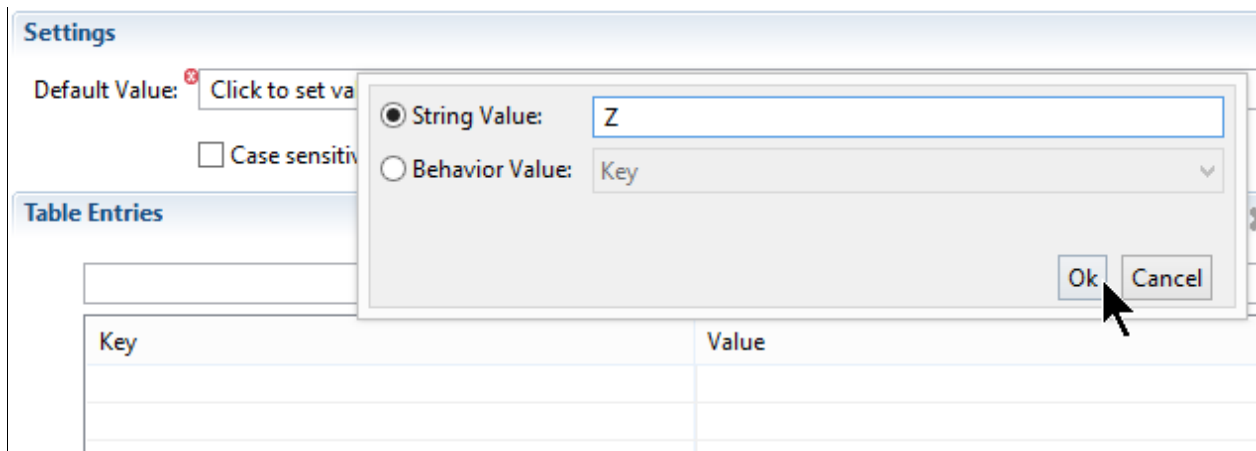 Settings
Default Value: Click to set va
String Value: Z
Case sensitiv
Behavior Value: Key
Table Entries
Ok Cancel
Key Value